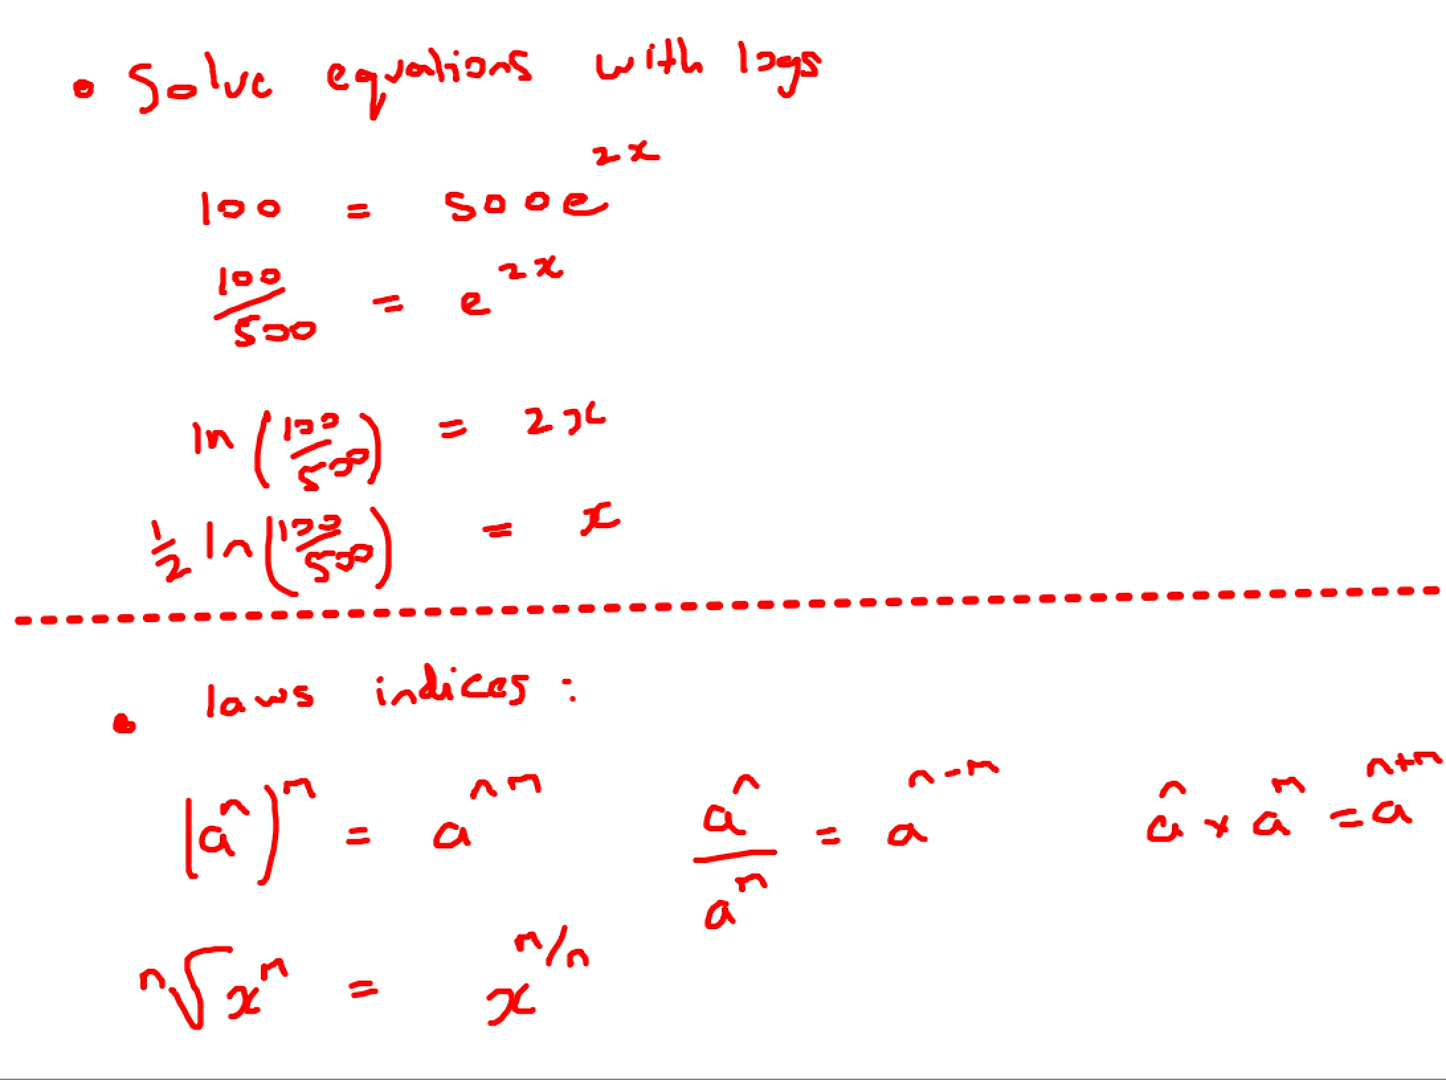 • Solve equations with logs
100 = 500e^{2x}
100/500 = e^{2x}
ln(100/500) = 2x
1/2 ln(100/500) = x
• laws indices:
(a^n)^m = a^{nm} a^n/a^m = a^{n-m} a^n × a^m = a^{n+m}
ⁿ√x^m = x^{m/n}